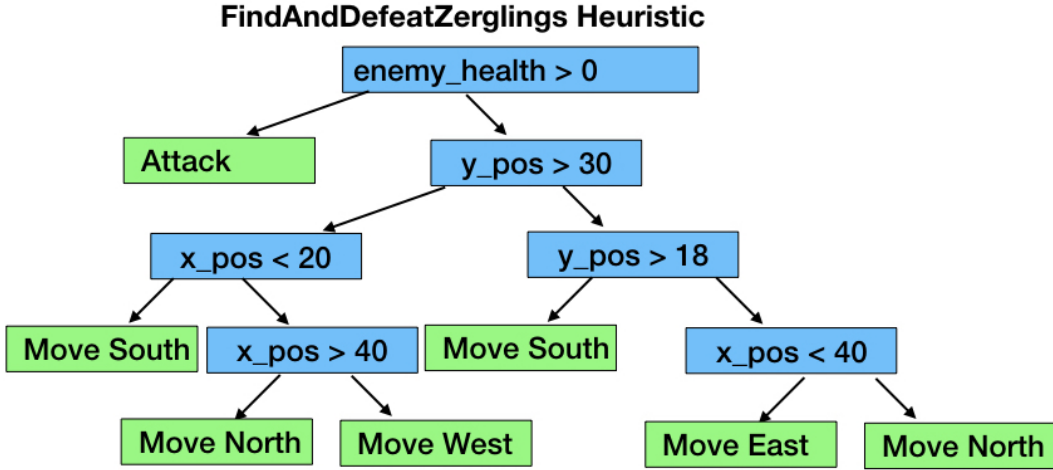 FindAndDefeatZerglings Heuristic
enemy_health > 0
Attack
y_pos > 30
x_pos < 20
y_pos > 18
Move South
x_pos > 40
Move South
x_pos < 40
Move North
Move West
Move East
Move North